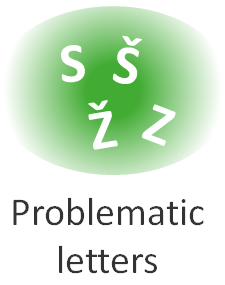 S Š
Ž Z
Problematic
letters